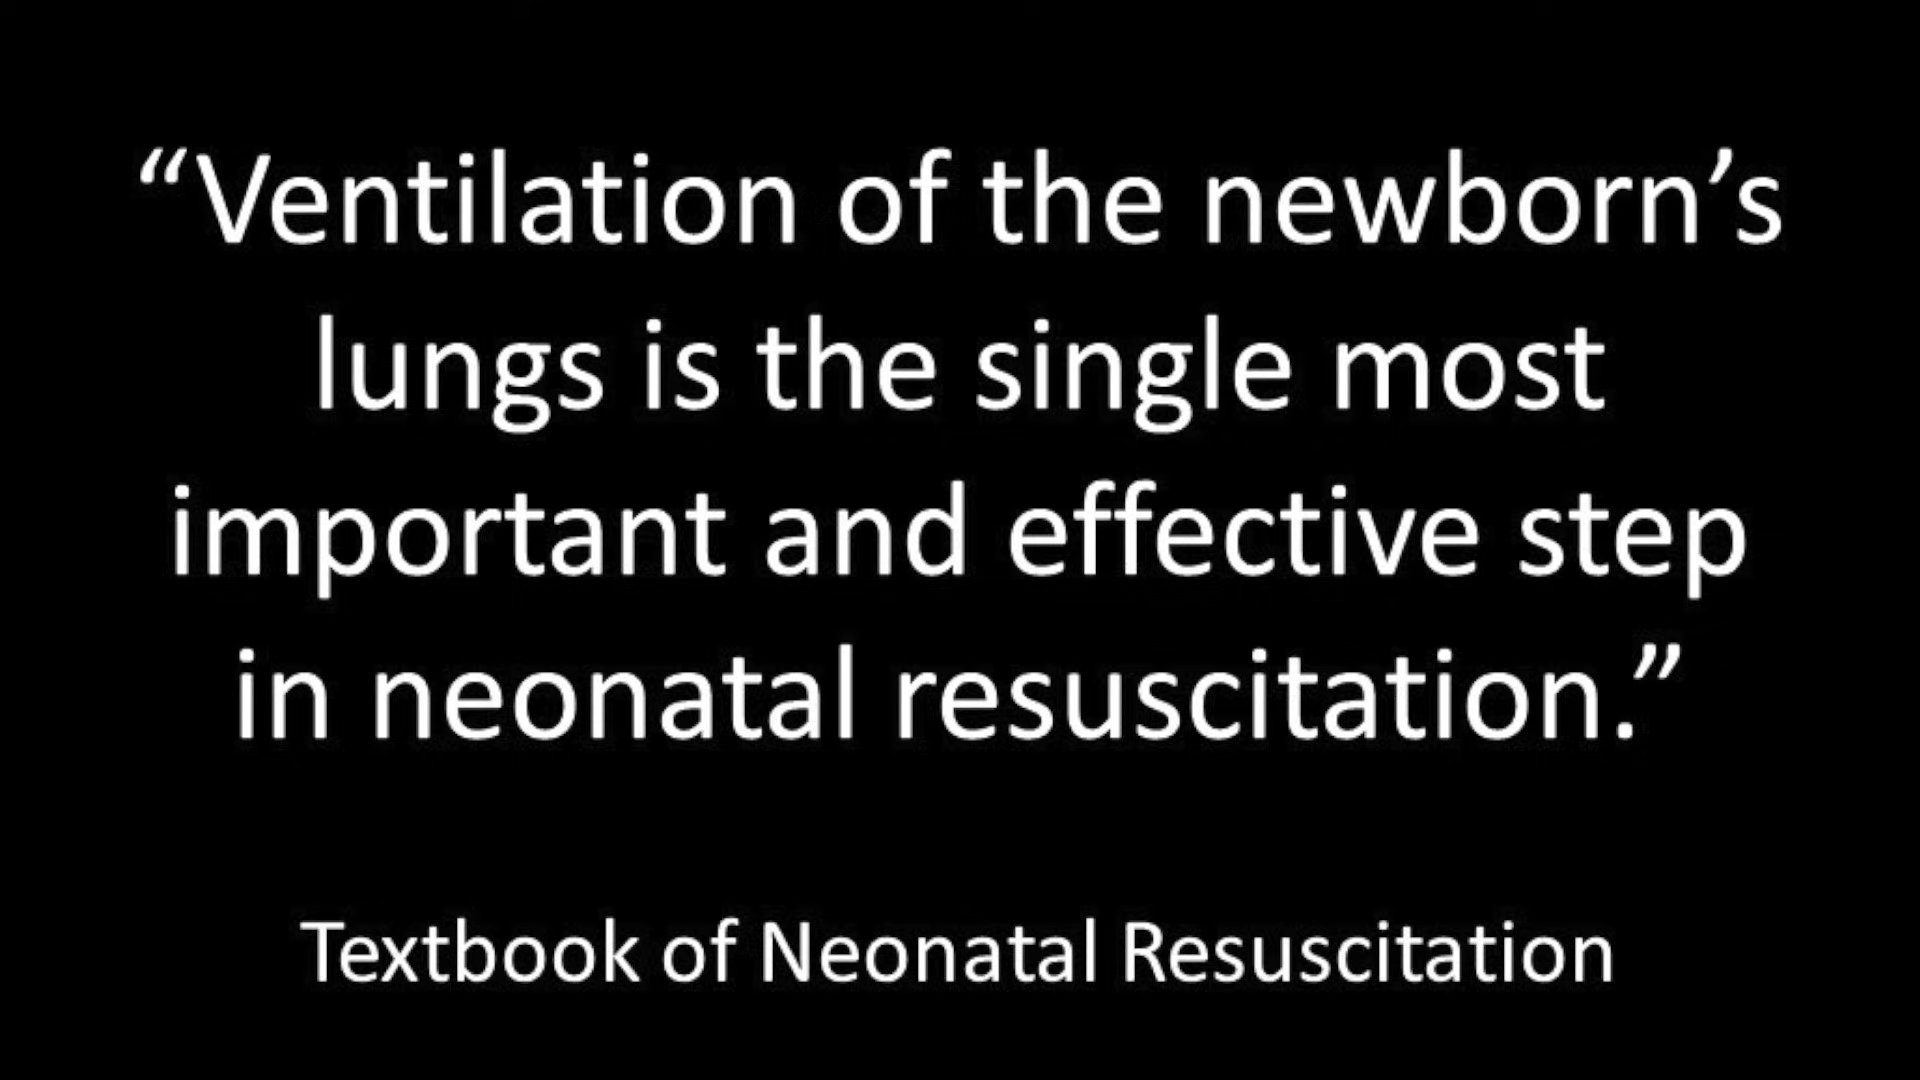 “Ventilation of the newborn’s
lungs is the single most
important and effective step
in neonatal resuscitation.”
Textbook of Neonatal Resuscitation